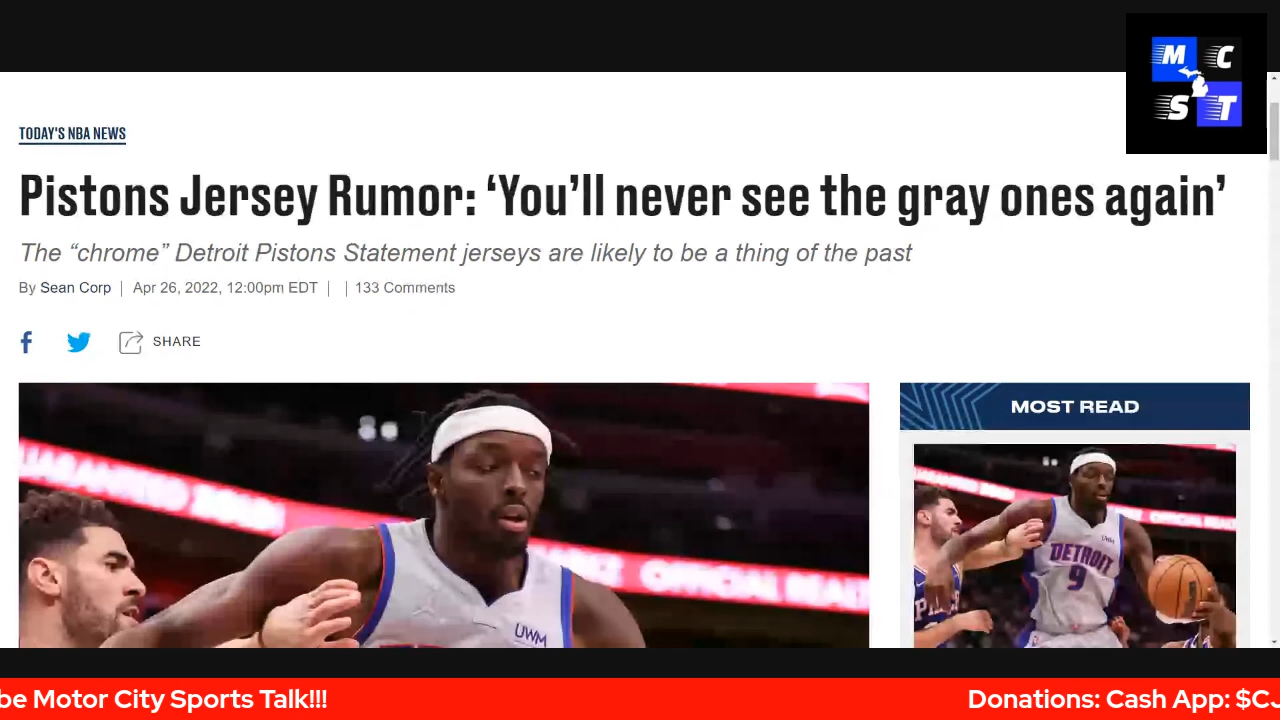 M C
S T
TODAY'S NBA NEWS
Pistons Jersey Rumor: ‘You’ll never see the gray ones again’
The “chrome” Detroit Pistons Statement jerseys are likely to be a thing of the past
By Sean Corp | Apr 26, 2022, 12:00pm EDT | | 133 Comments
SHARE
MOST READ
OFFICIAL
UWM
UWM
DETROIT
9
be Motor City Sports Talk!!!
Donations: Cash App: $CJ